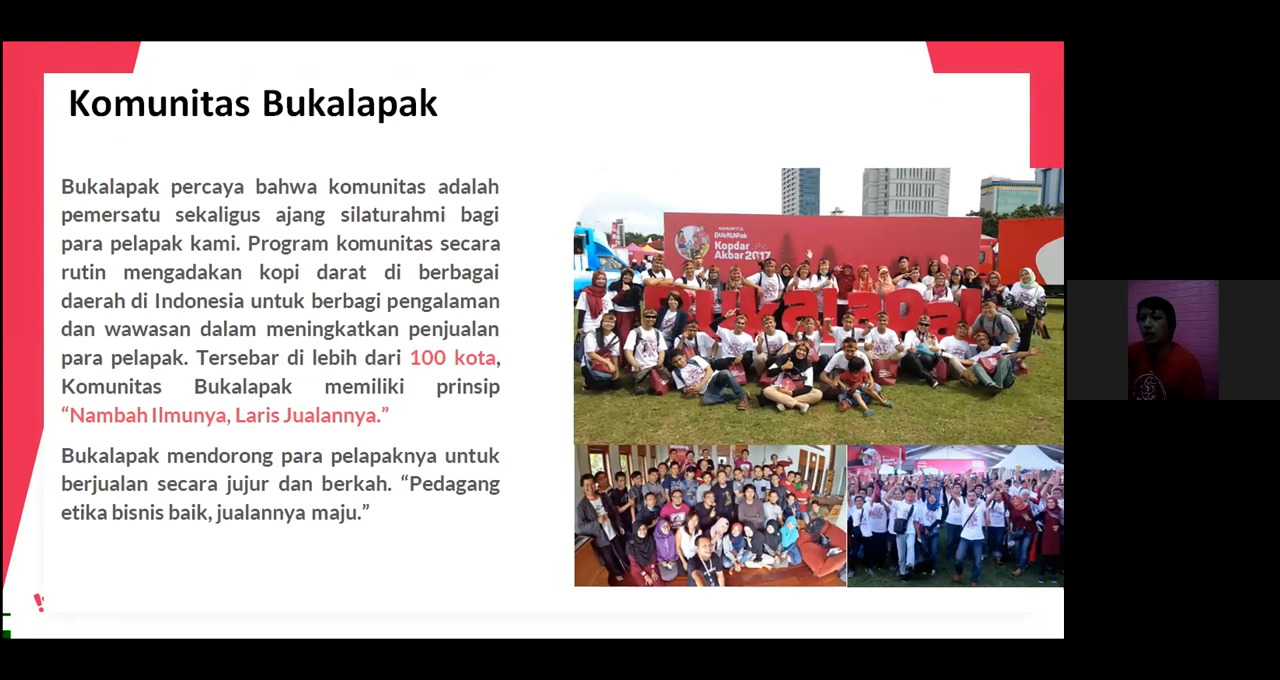 Komunitas Bukalapak
Bukalapak percaya bahwa komunitas adalah
pemersatu sekaligus ajang silaturahmi bagi
para pelapak kami. Program komunitas secara
rutin mengadakan kopi darat di berbagai
daerah di Indonesia untuk berbagi pengalaman
dan wawasan dalam meningkatkan penjualan
para pelapak. Tersebar di lebih dari 100 kota,
Komunitas Bukalapak memiliki prinsip
“Nambah Ilmunya, Laris Jualannya.”
Bukalapak mendorong para pelapaknya untuk
berjualan secara jujur dan berkah. “Pedagang
etika bisnis baik, jualannya maju.”
KOMUNITAS
BukaLapak
Kopdar
Akbar 2017
Bukalapak